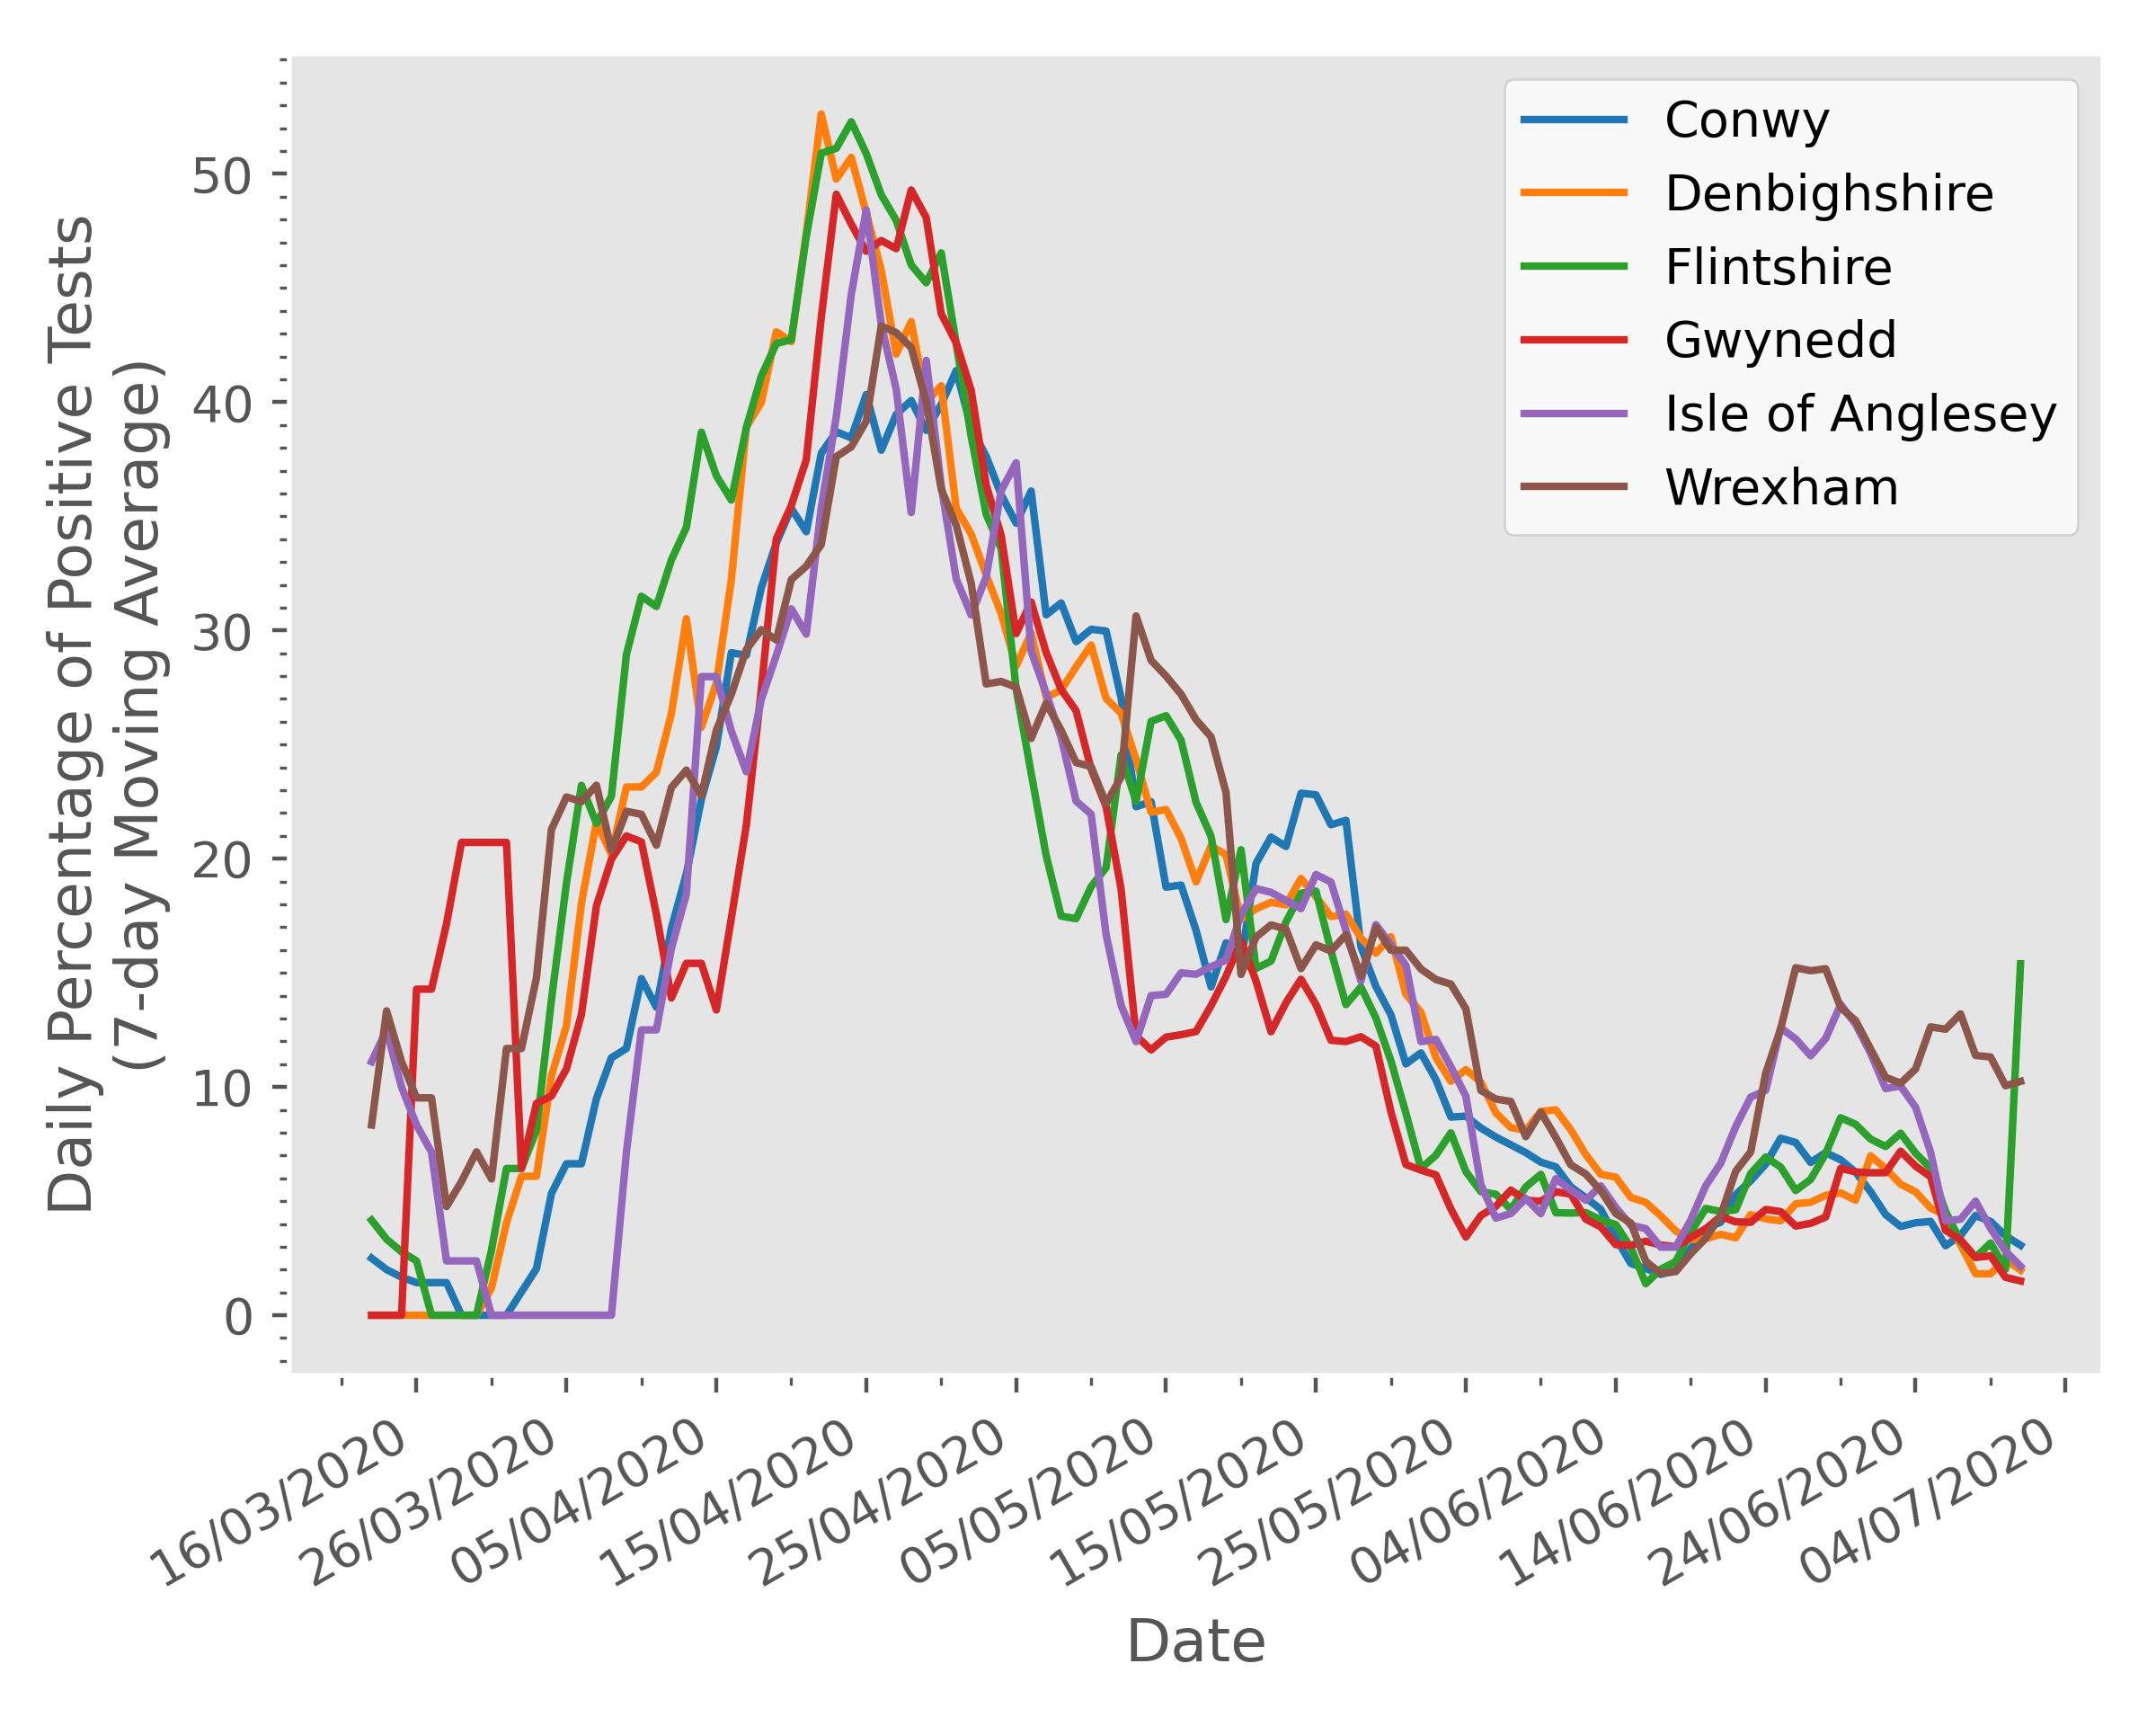 Daily Percentage of Positive Tests
(7-day Moving Average)
50
40
30
20
10
0
Conwy
Denbighshire
Flintshire
Gwynedd
Isle of Anglesey
Wrexham
16/03/2020
26/03/2020
05/04/2020
15/04/2020
25/04/2020
05/05/2020
15/05/2020
25/05/2020
04/06/2020
14/06/2020
24/06/2020
04/07/2020
Date